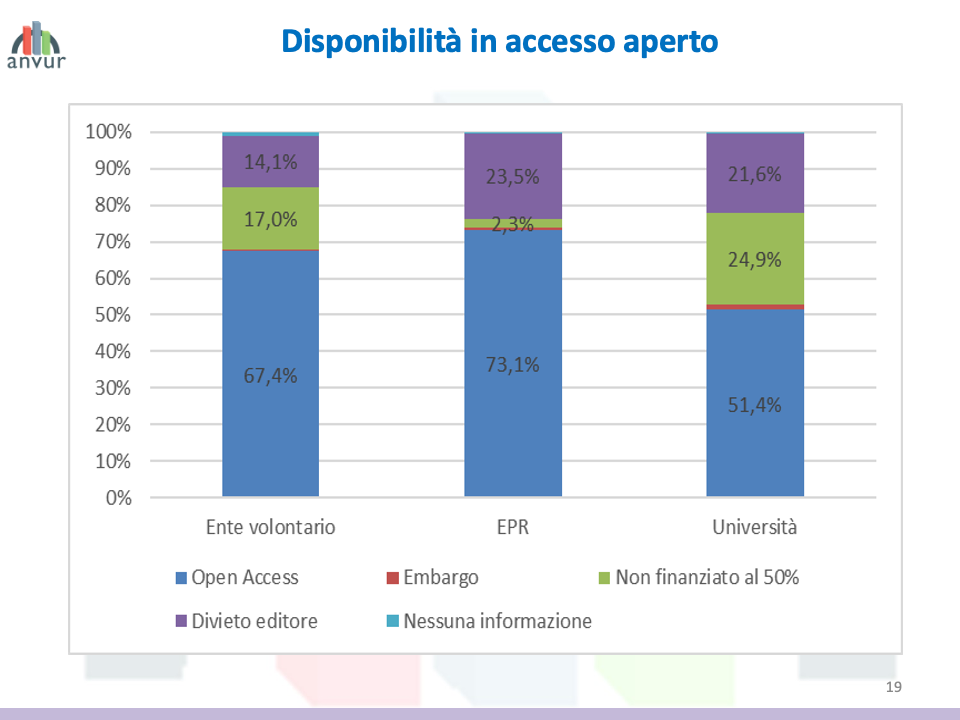 anvur
Disponibilità in accesso aperto
100%
90%
80%
70%
60%
50%
40%
30%
20%
10%
0%
14,1%
17,0%
67,4%
23,5%
2,3%
73,1%
21,6%
24,9%
51,4%
Ente volontario
EPR
Università
Open Access
Embargo
Non finanziato al 50%
Divieto editore
Nessuna informazione
19